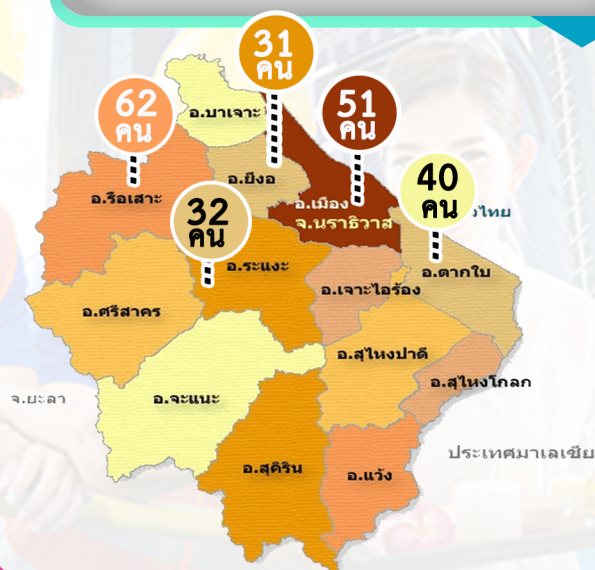 31
คน
62
คน
51
คน
อ.บาเจาะ
อ.ยีงอ
40
คน
อ.รือเสาะ
32
คน
อ.เมือง
จ.นราธิวาส
วไทย
อ.ระแงะ
อ.ตากใบ
อ.เจาะไอร้อง
อ.ศรีสาคร
อ.สุไหงปาดี
อ.สุไหงโกลก
จ.ยะลา
อ.จะแนะ
ประเทศมาเลเซีย
อ.สุคิริน
อ.แว้ง